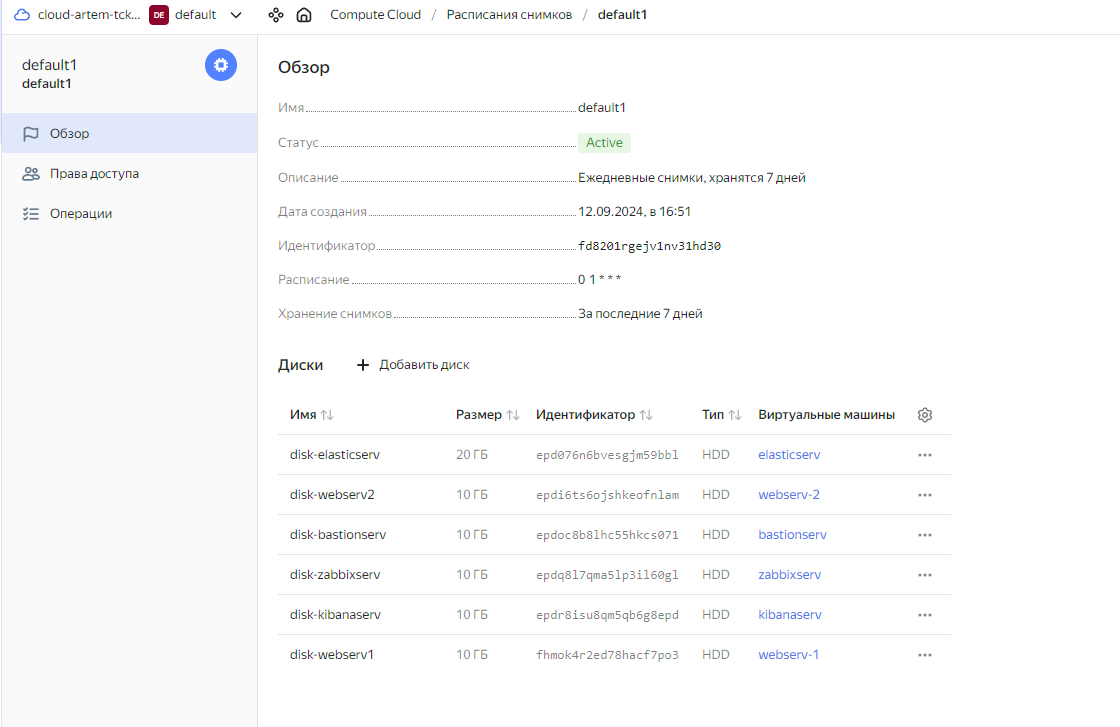 cloud-artem-tck... DE default Compute Cloud / Расписания снимков / default1
default1
default1
Обзор
Права доступа
Операции
Обзор
Имя default1
Статус Active
Описание Ежедневные снимки, хранятся 7 дней
Дата создания 12.09.2024, в 16:51
Идентификатор fd8201rgejv1nv31hd30
Расписание 0 1 * * *
Хранение снимков За последние 7 дней
Диски + Добавить диск
Имя Размер Идентификатор Тип Виртуальные машины
disk-elasticserv 20 ГБ epd076n6bvesgjm59bbl HDD elasticserv
disk-webserv2 10 ГБ epdi6ts6ojshkeofnlam HDD webserv-2
disk-bastionserv 10 ГБ epdoc8b8lhc55hkcs071 HDD bastionserv
disk-zabbixserv 10 ГБ epdq8l7qma5lp3il60gl HDD zabbixserv
disk-kibanaserv 10 ГБ epdr8isu8qm5qb6g8epd HDD kibanaserv
disk-webserv1 10 ГБ fhmok4r2ed78hacf7po3 HDD webserv-1